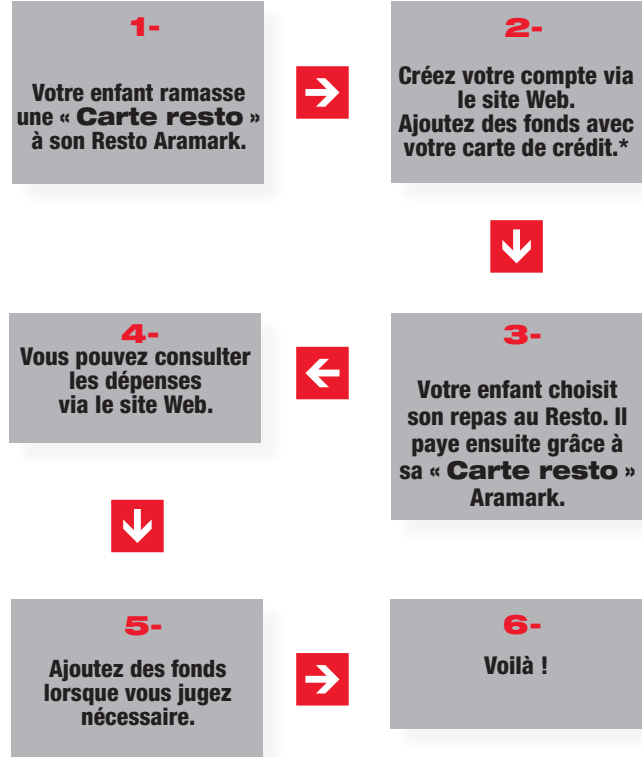 1-
Votre enfant ramasse
une « Carte resto »
à son Resto Aramark.
2-
Créez votre compte via
le site Web.
Ajoutez des fonds avec
votre carte de crédit.*
3-
Votre enfant choisit
son repas au Resto. Il
paye ensuite grâce à
sa « Carte resto »
Aramark.
4-
Vous pouvez consulter
les dépenses
via le site Web.
5-
Ajoutez des fonds
lorsque vous jugez
nécessaire.
6-
Voilà !